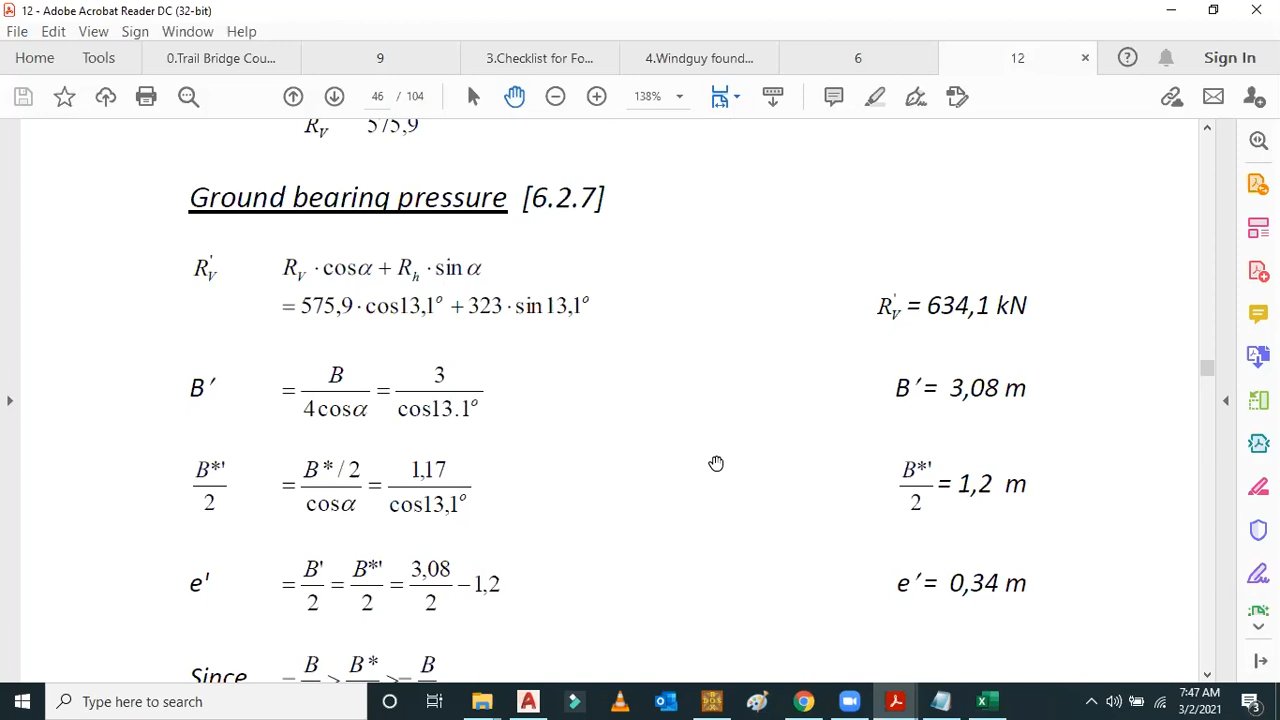 12 - Adobe Acrobat Reader DC (32-bit)
File Edit View Sign Window Help
Home Tools 0.Trail Bridge Cou... 9 3.Checklist for Fo... 4.Windguy found... 6 12 × Sign In
46 / 104 138%
R_V 575,9
Ground bearing pressure [6.2.7]
R'_V R_V · cosα + R_h · sin α
= 575,9 · cos13,1° + 323 · sin 13,1° R'_V = 634,1 kN
B′ = B / 4cosα = 3 / cos13.1° B′ = 3,08 m
B*' / 2 = B* / 2 / cosα = 1,17 / cos13,1° B*' / 2 = 1,2 m
e' = B' / 2 = B*' / 2 = 3,08 / 2 − 1,2 e′ = 0,34 m
Since = B > B* > − B
Type here to search
7:47 AM
3/2/2021
3